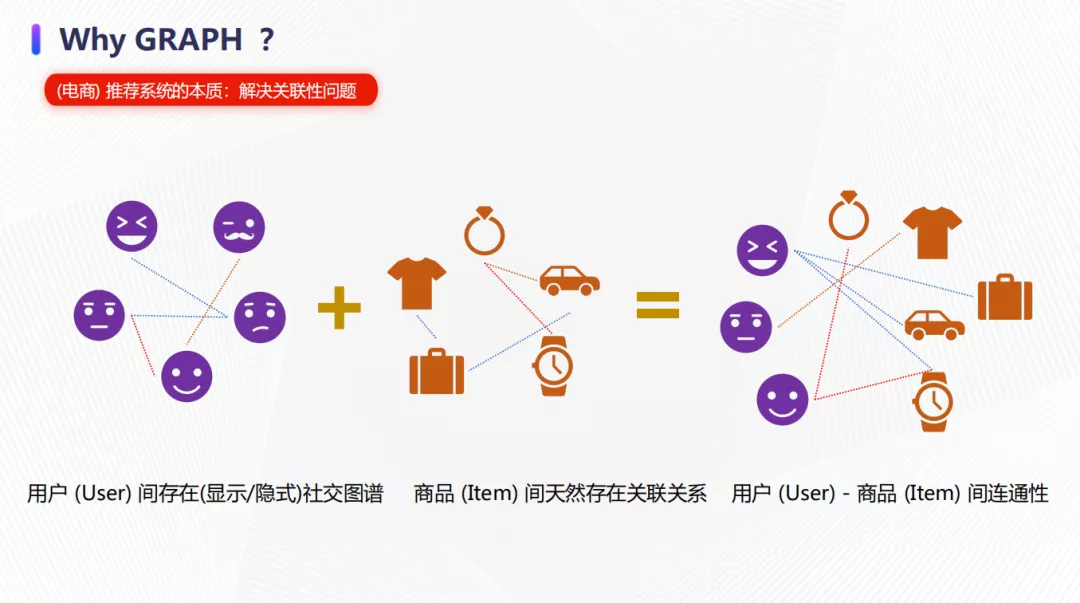 Why GRAPH ？
(电商) 推荐系统的本质：解决关联性问题
用户 (User) 间存在(显示/隐式)社交图谱
商品 (Item) 间天然存在关联关系
用户 (User) - 商品 (Item) 间连通性